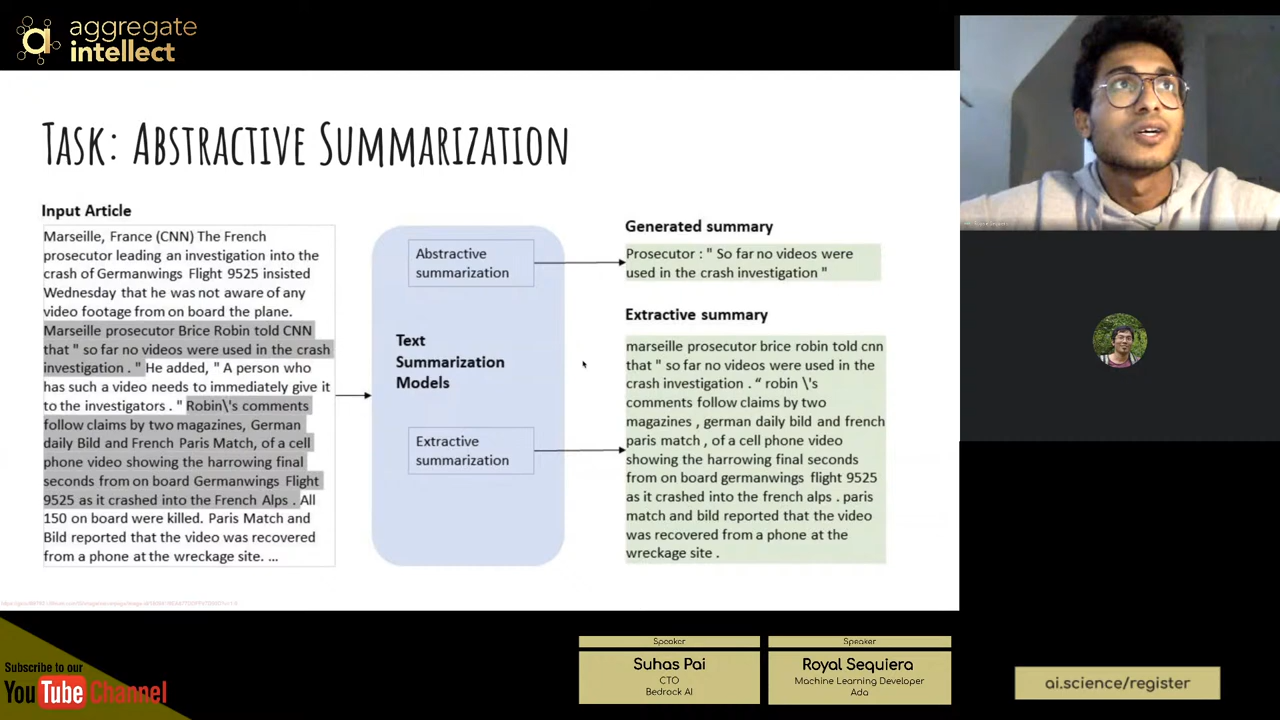 aggregate
intellect
Task: Abstractive Summarization
Input Article
Marseille, France (CNN) The French
prosecutor leading an investigation into the
crash of Germanwings Flight 9525 insisted
Wednesday that he was not aware of any
video footage from on board the plane.
Marseille prosecutor Brice Robin told CNN
that " so far no videos were used in the crash
investigation . " He added, " A person who
has such a video needs to immediately give it
to the investigators . " Robin\'s comments
follow claims by two magazines, German
daily Bild and French Paris Match, of a cell
phone video showing the harrowing final
seconds from on board Germanwings Flight
9525 as it crashed into the French Alps . All
150 on board were killed. Paris Match and
Bild reported that the video was recovered
from a phone at the wreckage site. ...
Abstractive
summarization
Text
Summarization
Models
Extractive
summarization
Generated summary
Prosecutor : " So far no videos were
used in the crash investigation "
Extractive summary
marseille prosecutor brice robin told cnn
that " so far no videos were used in the
crash investigation . “ robin \'s
comments follow claims by two
magazines , german daily bild and french
paris match , of a cell phone video
showing the harrowing final seconds
from on board germanwings flight 9525
as it crashed into the french alps . paris
match and bild reported that the video
was recovered from a phone at the
wreckage site .
Subscribe to our
YouTube Channel
Speaker
Suhas Pai
CTO
Bedrock AI
Speaker
Royal Sequiera
Machine Learning Developer
Ada
ai.science/register